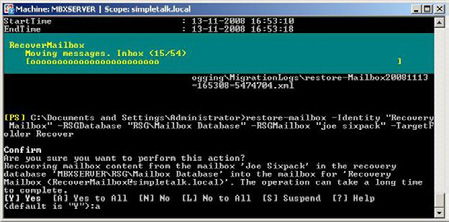 Machine: MBXSERVER | Scope: simpletalk.local
StartTime : 13-11-2008 16:53:10
EndTime : 13-11-2008 16:53:18
RecoverMailbox
Moving messages. Inbox (15/54)
[oooooooooooooooooooooooo ]
ogging\MigrationLogs\restore-Mailbox20081113
-165308-5474704.xml
[PS] C:\Documents and Settings\Administrator>restore-mailbox -Identity "Recovery
Mailbox" -RSGDatabase "RSG\Mailbox Database" -RSGMailbox "joe sixpack" -TargetF
older Recover
Confirm
Are you sure you want to perform this action?
Recovering mailbox content from the mailbox 'Joe Sixpack' in the recovery
database 'MBXSERVER\RSG\Mailbox Database' into the mailbox for 'Recovery
Mailbox (RecoverMailbox@simpletalk.local)'. The operation can take a long time
to complete.
[Y] Yes [A] Yes to All [N] No [L] No to All [S] Suspend [?] Help
(default is "Y"):a